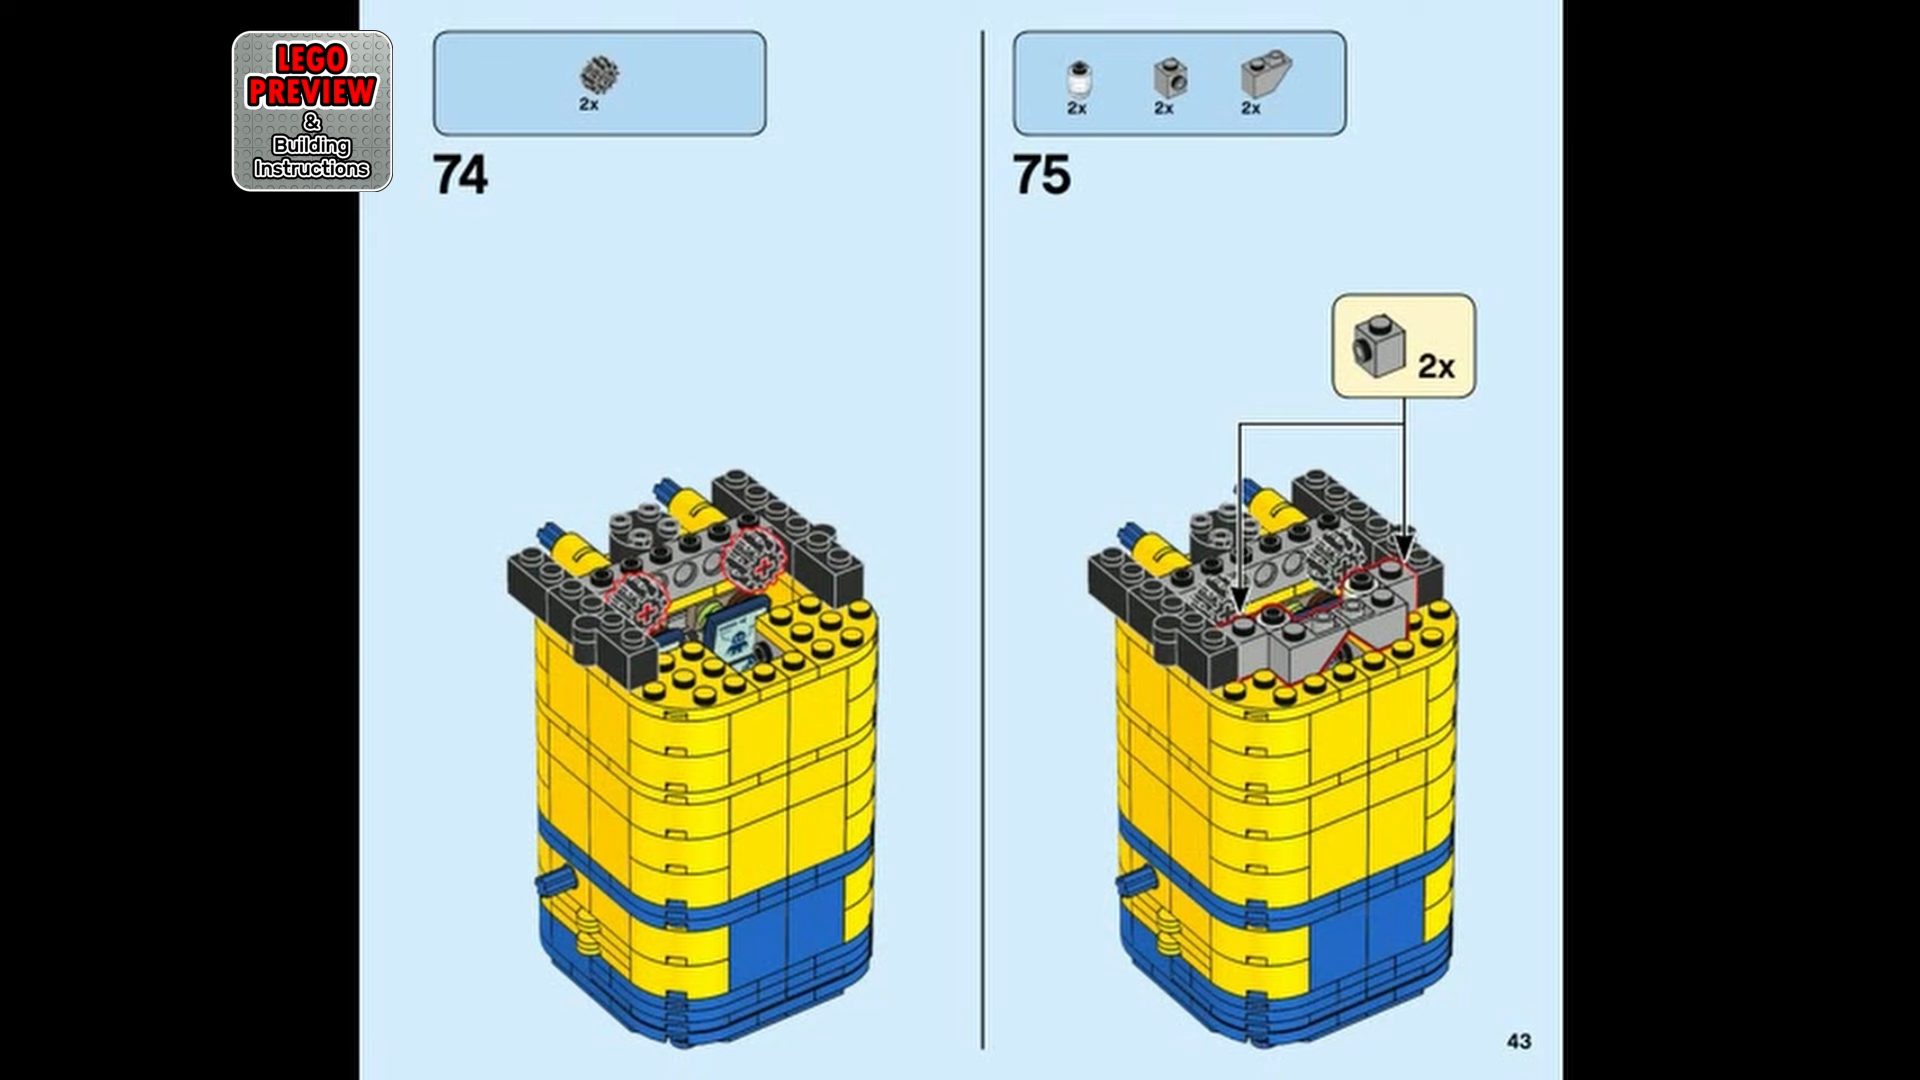 LEGO
PREVIEW
&
Building
Instructions
2x
74
2x
2x
2x
75
2x
43